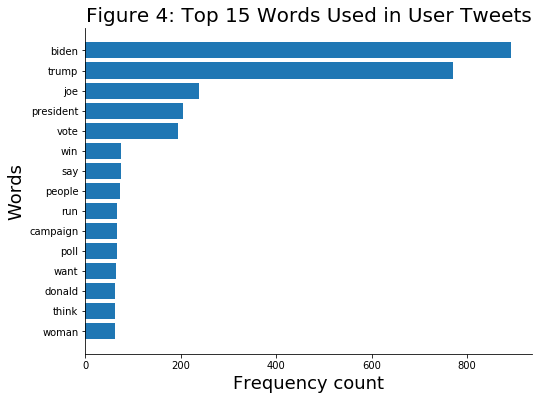 Figure 4: Top 15 Words Used in User Tweets
biden
trump
joe
president
vote
win
say
people
run
campaign
poll
want
donald
think
woman
Words
0 200 400 600 800
Frequency count